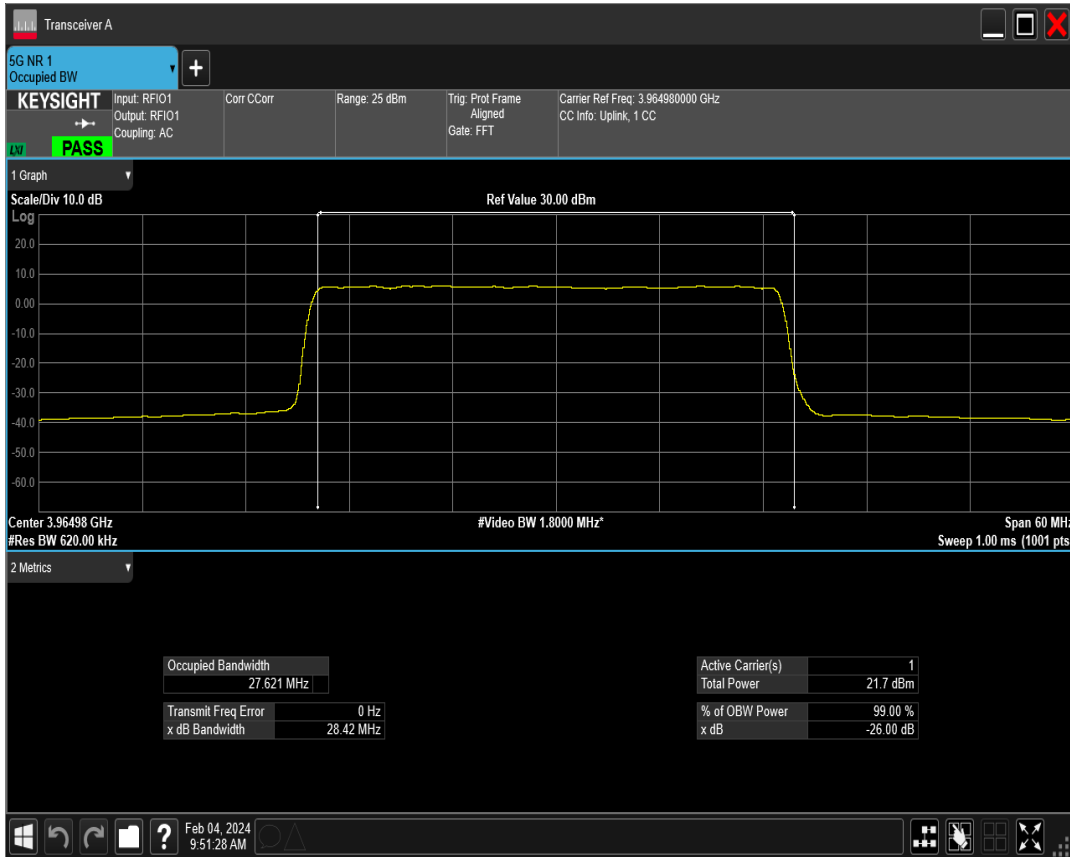 Transceiver A
5G NR 1
Occupied BW
+
KEYSIGHT
LXI
PASS
Input: RFIO1
Output: RFIO1
Coupling: AC
Corr CCorr
Range: 25 dBm
Trig: Prot Frame
Aligned
Gate: FFT
Carrier Ref Freq: 3.964980000 GHz
CC Info: Uplink, 1 CC
1 Graph
Scale/Div 10.0 dB
Ref Value 30.00 dBm
Log
20.0
10.0
0.00
-10.0
-20.0
-30.0
-40.0
-50.0
-60.0
Center 3.96498 GHz
#Video BW 1.8000 MHz*
Span 60 MHz
#Res BW 620.00 kHz
Sweep 1.00 ms (1001 pts
2 Metrics
Occupied Bandwidth
27.621 MHz
Active Carrier(s) 1
Total Power 21.7 dBm
Transmit Freq Error 0 Hz
x dB Bandwidth 28.42 MHz
% of OBW Power 99.00 %
x dB -26.00 dB
?
Feb 04, 2024
9:51:28 AM